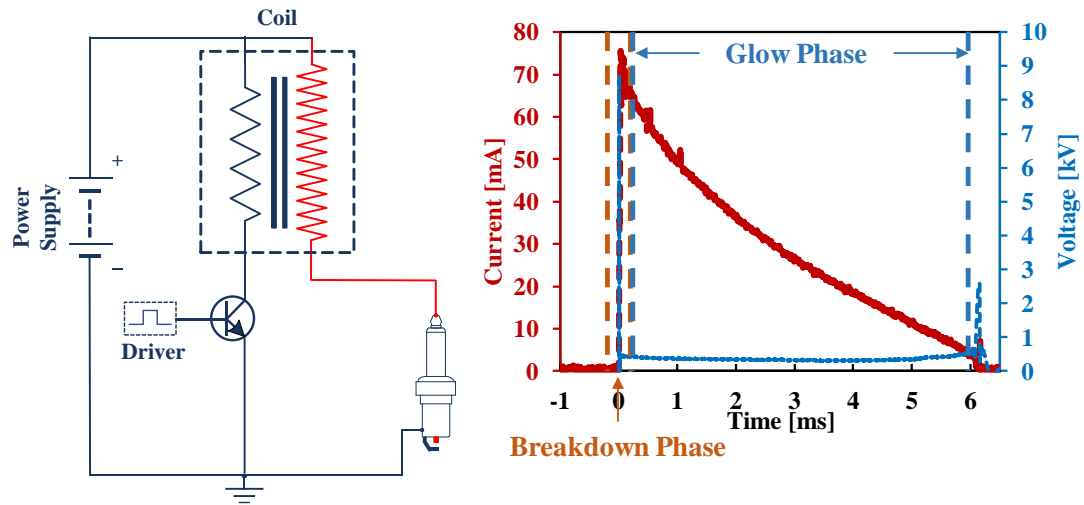 Coil
+
Power
Supply
−
Driver
80
70
60
50
40
30
20
10
0
Current [mA]
Glow Phase
10
9
8
7
6
5
4
3
2
1
0
Voltage [kV]
-1 0 1 2 3 4 5 6
Time [ms]
Breakdown Phase